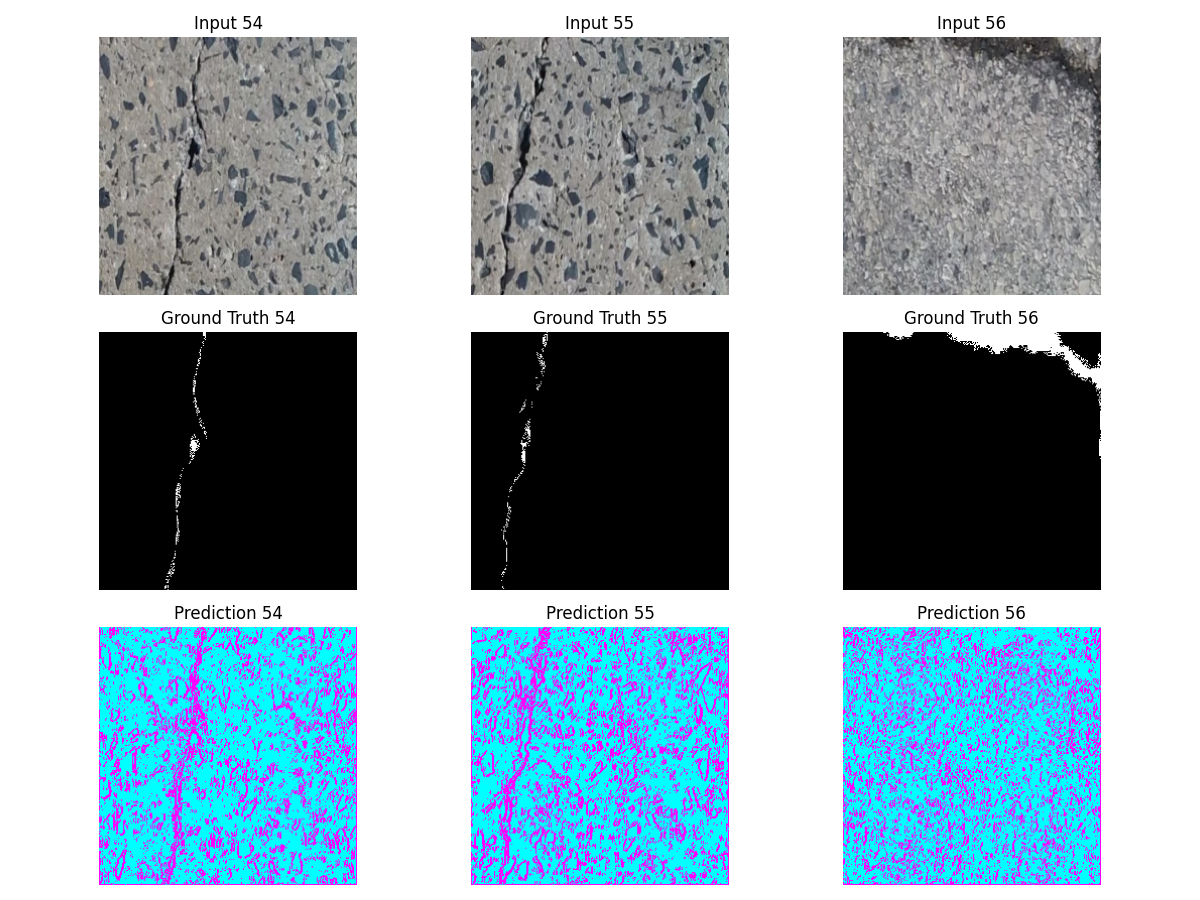 Input 54
Input 55
Input 56
Ground Truth 54
Ground Truth 55
Ground Truth 56
Prediction 54
Prediction 55
Prediction 56